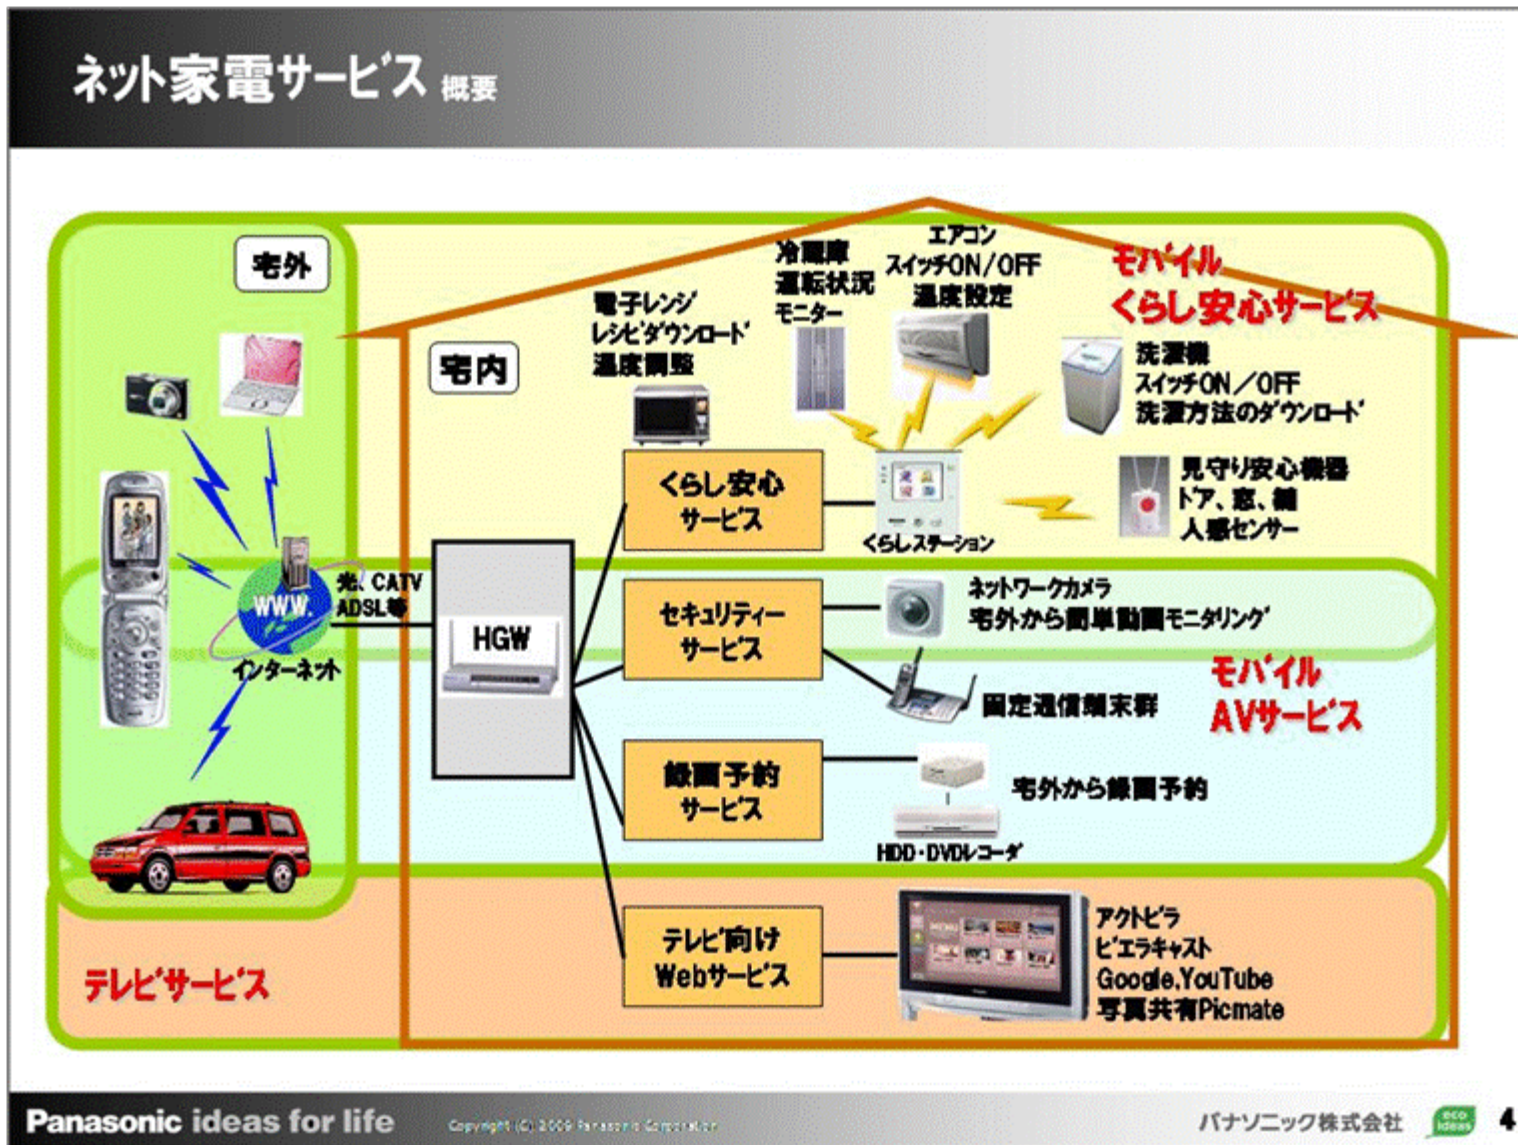 ネット家電サービス 概要
宅外
宅内
電子レンジ
レシピダウンロード
温度調整
冷蔵庫
運転状況
モニター
エアコン
スイッチON/OFF
温度設定
モバイル
くらし安心サービス
洗濯機
スイッチON/OFF
洗濯方法のダウンロード
見守り安心機器
ドア、窓、鍵
人感センサー
くらし安心
サービス
くらしステーション
WWW.
インターネット
光、CATV
ADSL等
HGW
セキュリティー
サービス
ネットワークカメラ
宅外から簡単動画モニタリング
固定通信端末群
モバイル
AVサービス
録画予約
サービス
宅外から録画予約
HDD・DVDレコーダ
テレビサービス
テレビ向け
Webサービス
アクトビラ
ビエラキャスト
Google,YouTube
写真共有Picmate
Panasonic ideas for life
Copyright (C) 2009 Panasonic Corporation
パナソニック株式会社
eco
ideas
4